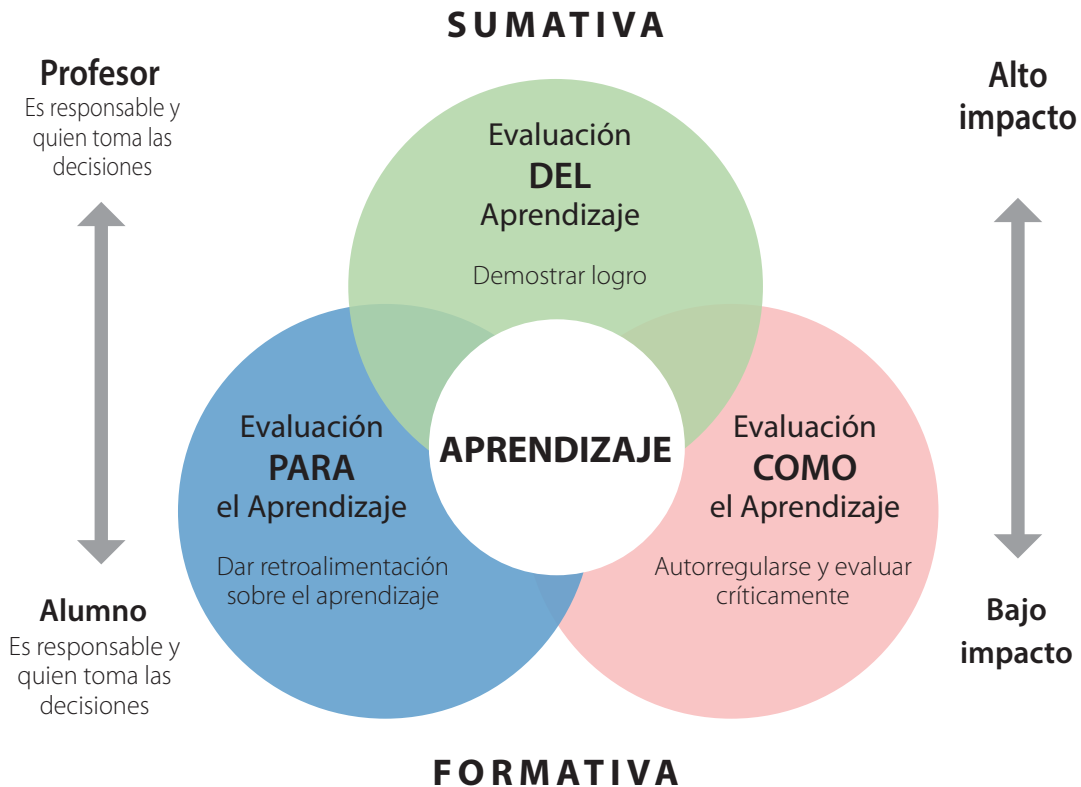 SUMATIVA
Profesor
Es responsable y
quien toma las
decisiones
Alto
impacto
Evaluación
DEL
Aprendizaje
Demostrar logro
Evaluación
PARA
el Aprendizaje
Dar retroalimentación
sobre el aprendizaje
APRENDIZAJE
Evaluación
COMO
el Aprendizaje
Autorregularse y evaluar
críticamente
Alumno
Es responsable y
quien toma las
decisiones
Bajo
impacto
FORMATIVA